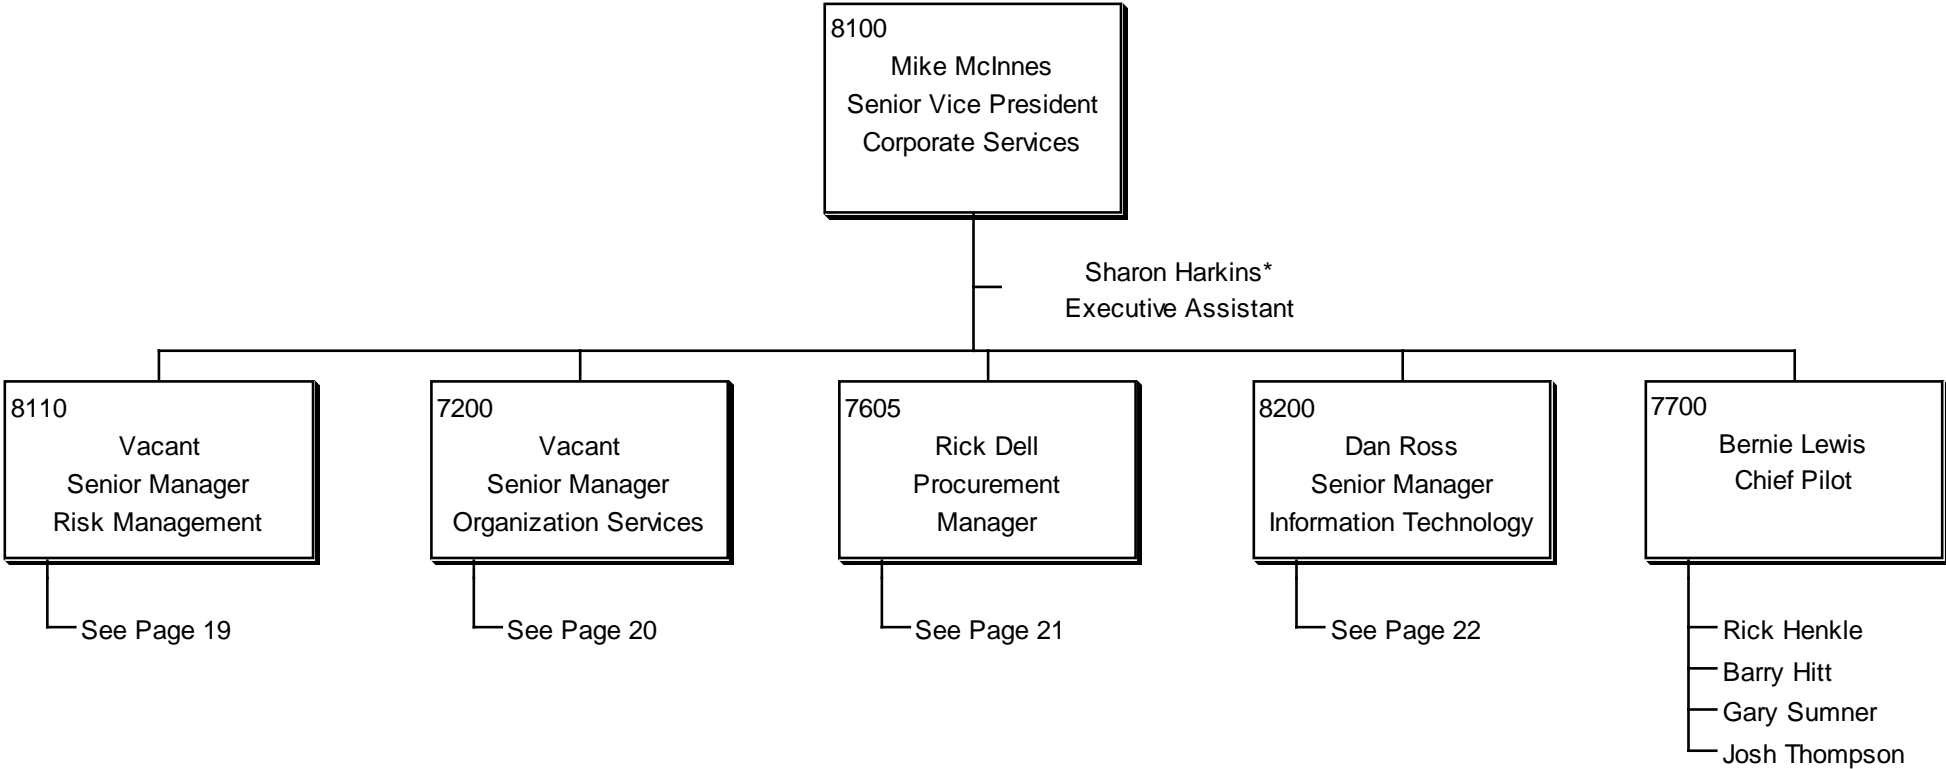 8100
Mike McInnes
Senior Vice President
Corporate Services
Sharon Harkins*
Executive Assistant
8110
Vacant
Senior Manager
Risk Management
See Page 19
7200
Vacant
Senior Manager
Organization Services
See Page 20
7605
Rick Dell
Procurement
Manager
See Page 21
8200
Dan Ross
Senior Manager
Information Technology
See Page 22
7700
Bernie Lewis
Chief Pilot
Rick Henkle
Barry Hitt
Gary Sumner
Josh Thompson